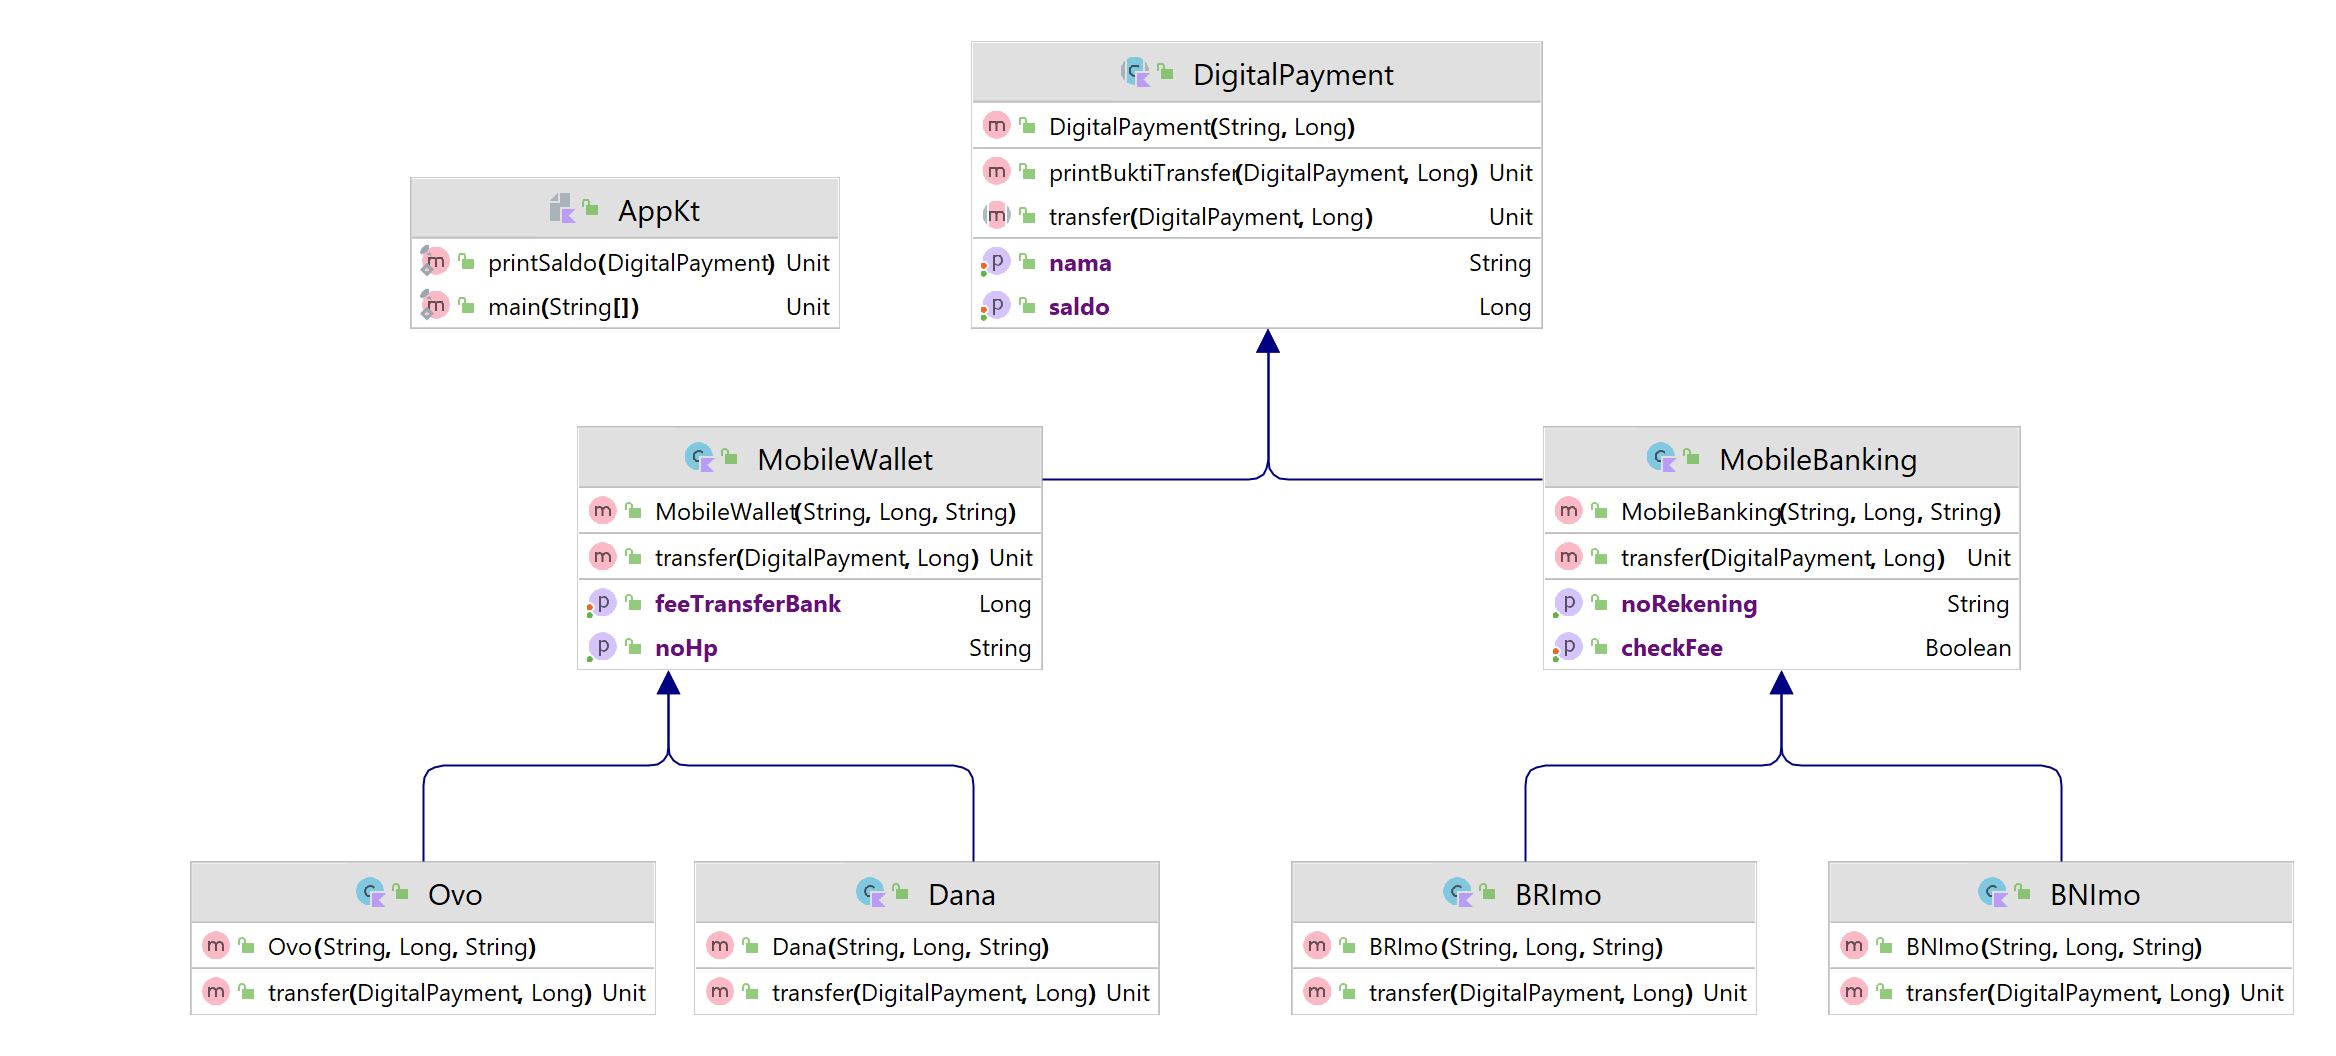 DigitalPayment
DigitalPayment(String, Long)
printBuktiTransfer(DigitalPayment, Long) Unit
transfer(DigitalPayment, Long) Unit
nama String
saldo Long
AppKt
printSaldo(DigitalPayment) Unit
main(String[]) Unit
MobileWallet
MobileWallet(String, Long, String)
transfer(DigitalPayment, Long) Unit
feeTransferBank Long
noHp String
MobileBanking
MobileBanking(String, Long, String)
transfer(DigitalPayment, Long) Unit
noRekening String
checkFee Boolean
Ovo
Ovo(String, Long, String)
transfer(DigitalPayment, Long) Unit
Dana
Dana(String, Long, String)
transfer(DigitalPayment, Long) Unit
BRImo
BRImo(String, Long, String)
transfer(DigitalPayment, Long) Unit
BNImo
BNImo(String, Long, String)
transfer(DigitalPayment, Long) Unit